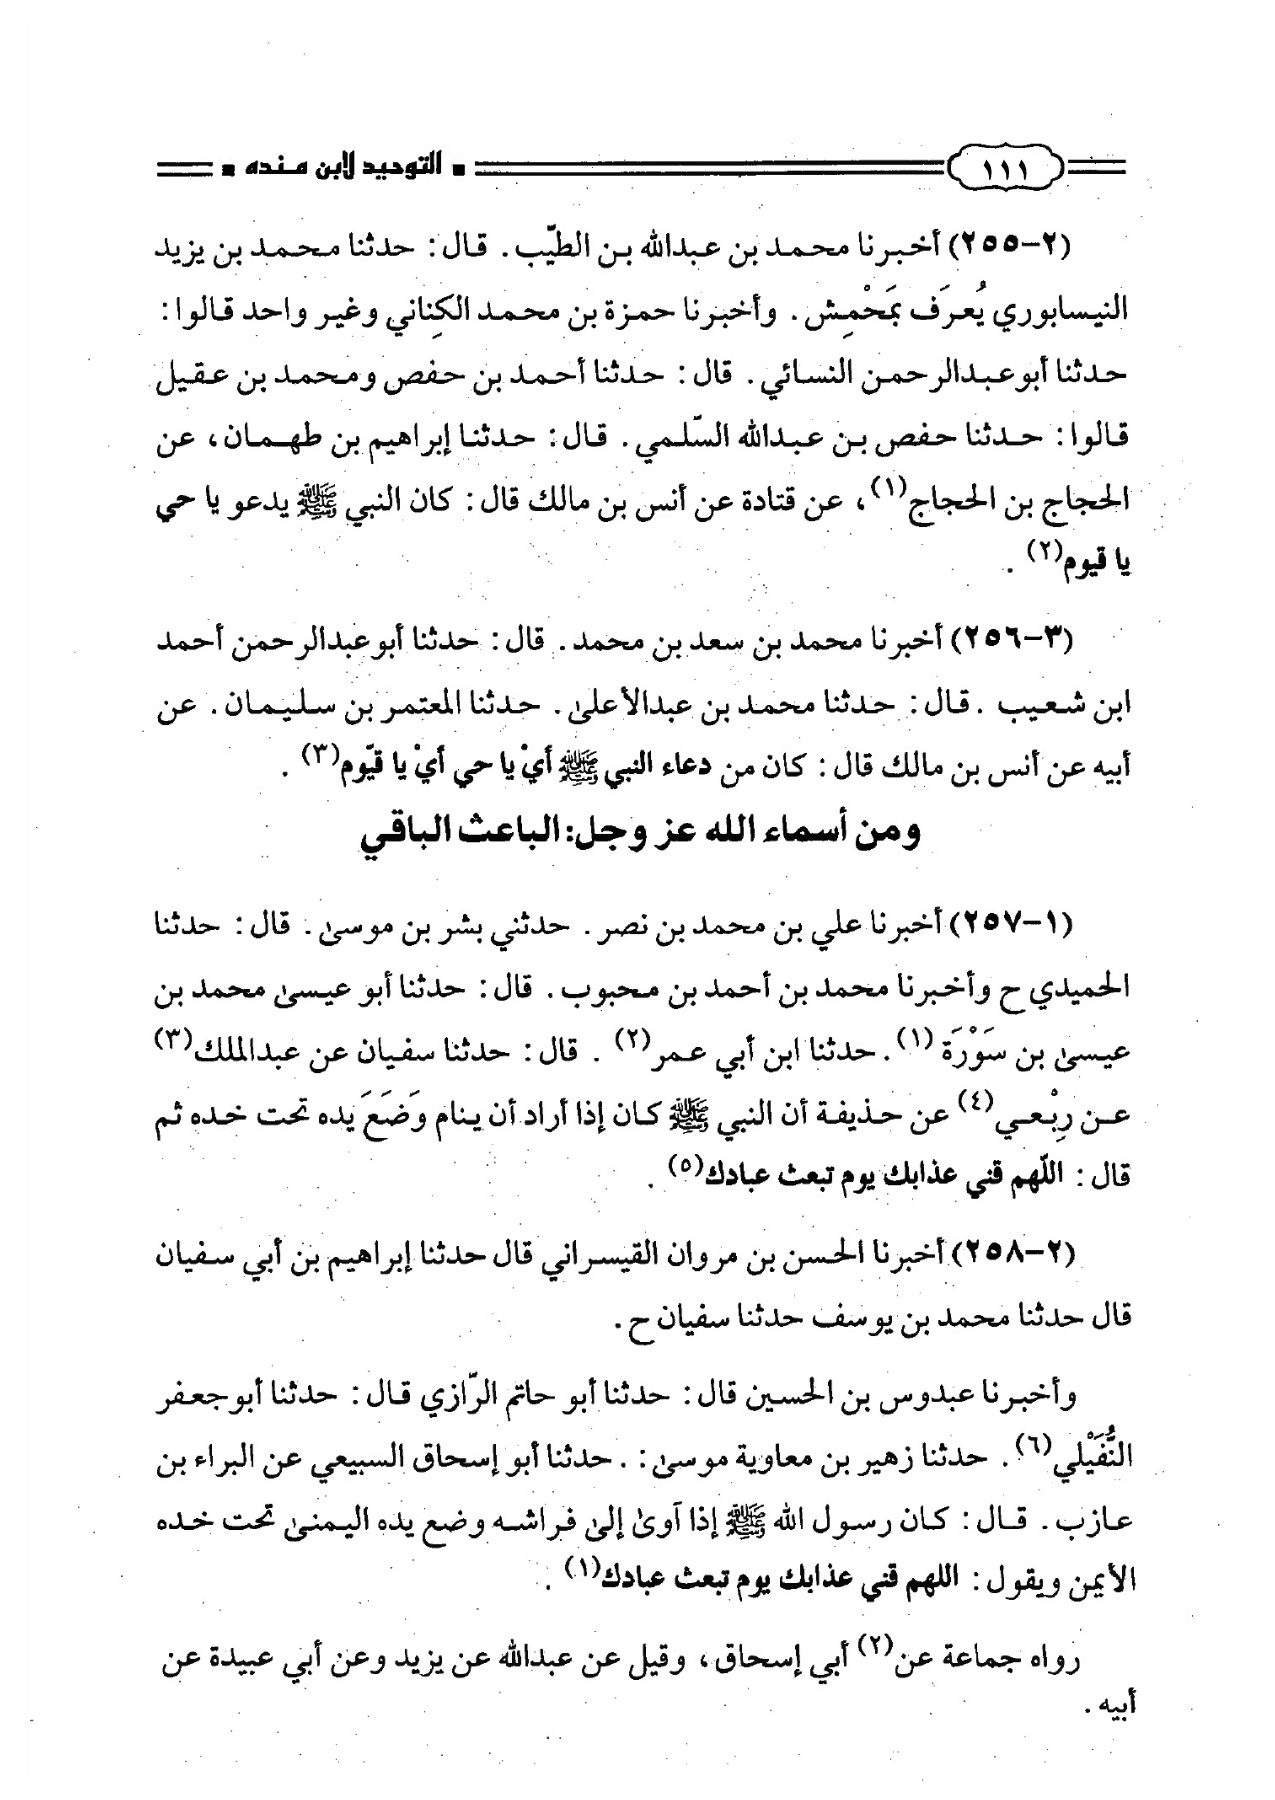 ١١١ ▪ التوحيد لابن منده ▪
(٢-٢٥٥) أخبرنا محمد بن عبدالله بن الطيّب. قال: حدثنا محمد بن يزيد
النيسابوري يُعرَف بمَحْمِش. وأخبرنا حمزة بن محمد الكِناني وغير واحد قالوا:
حدثنا أبو عبدالرحمن النسائي. قال: حدثنا أحمد بن حفص ومحمد بن عقيل
قالوا: حدثنا حفص بن عبدالله السّلمي. قال: حدثنا إبراهيم بن طهمان، عن
الحجاج بن الحجاج(١)، عن قتادة عن أنس بن مالك قال: كان النبي ﷺ يدعو يا حي
يا قيوم(٢).
(٣-٢٥٦) أخبرنا محمد بن سعد بن محمد. قال: حدثنا أبو عبدالرحمن أحمد
ابن شعيب. قال: حدثنا محمد بن عبدالأعلى. حدثنا المعتمر بن سليمان. عن
أبيه عن أنس بن مالك قال: كان من دعاء النبي ﷺ أيْ يا حي أيْ يا قيّوم(٣).
ومن أسماء الله عز وجل: الباعث الباقي
(١-٢٥٧) أخبرنا علي بن محمد بن نصر. حدثني بشر بن موسى. قال: حدثنا
الحميدي ح وأخبرنا محمد بن أحمد بن محبوب. قال: حدثنا أبو عيسى محمد بن
عيسى بن سَوْرَة(١). حدثنا ابن أبي عمر(٢). قال: حدثنا سفيان عن عبدالملك(٣)
عن رِبْعي(٤) عن حذيفة أن النبي ﷺ كان إذا أراد أن ينام وَضَعَ يده تحت خده ثم
قال: اللّهم قني عذابك يوم تبعث عبادك(٥).
(٢-٢٥٨) أخبرنا الحسن بن مروان القيسراني قال حدثنا إبراهيم بن أبي سفيان
قال حدثنا محمد بن يوسف حدثنا سفيان ح.
وأخبرنا عبدوس بن الحسين قال: حدثنا أبو حاتم الرّازي قال: حدثنا أبو جعفر
النُّفَيْلي(٦). حدثنا زهير بن معاوية موسى:. حدثنا أبو إسحاق السبيعي عن البراء بن
عازب. قال: كان رسول الله ﷺ إذا آوى إلى فراشه وضع يده اليمنى تحت خده
الأيمن ويقول: اللهم قني عذابك يوم تبعث عبادك(١).
رواه جماعة عن(٢) أبي إسحاق، وقيل عن عبدالله عن يزيد وعن أبي عبيدة عن
أبيه.